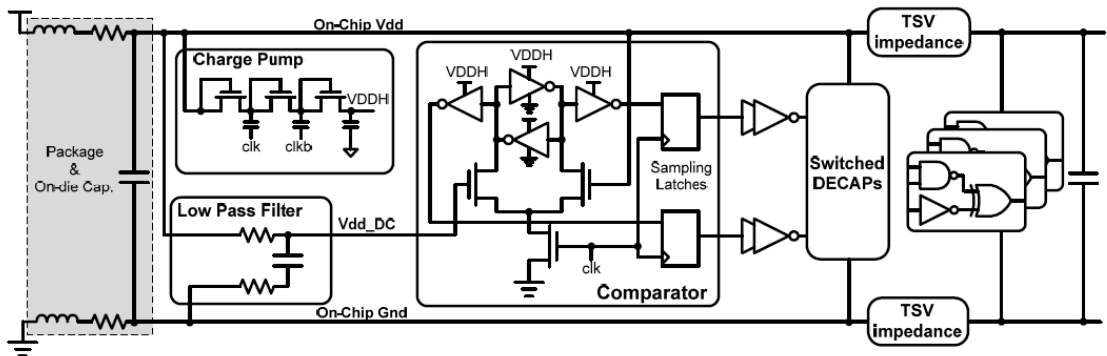 On-Chip Vdd
TSV
impedance
Charge Pump
VDDH
clk
clkb
VDDH
VDDH
VDDH
Package
&
On-die Cap.
Sampling
Latches
Switched
DECAPs
Low Pass Filter
Vdd_DC
clk
Comparator
On-Chip Gnd
TSV
impedance